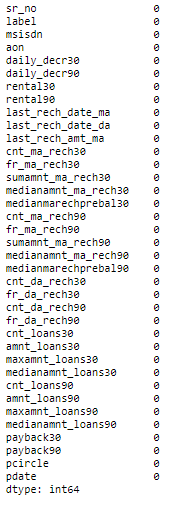 sr_no 0
label 0
msisdn 0
aon 0
daily_decr30 0
daily_decr90 0
rental30 0
rental90 0
last_rech_date_ma 0
last_rech_date_da 0
last_rech_amt_ma 0
cnt_ma_rech30 0
fr_ma_rech30 0
sumamnt_ma_rech30 0
medianamnt_ma_rech30 0
medianmarechprebal30 0
cnt_ma_rech90 0
fr_ma_rech90 0
sumamnt_ma_rech90 0
medianamnt_ma_rech90 0
medianmarechprebal90 0
cnt_da_rech30 0
fr_da_rech30 0
cnt_da_rech90 0
fr_da_rech90 0
cnt_loans30 0
amnt_loans30 0
maxamnt_loans30 0
medianamnt_loans30 0
cnt_loans90 0
amnt_loans90 0
maxamnt_loans90 0
medianamnt_loans90 0
payback30 0
payback90 0
pcircle 0
pdate 0
dtype: int64